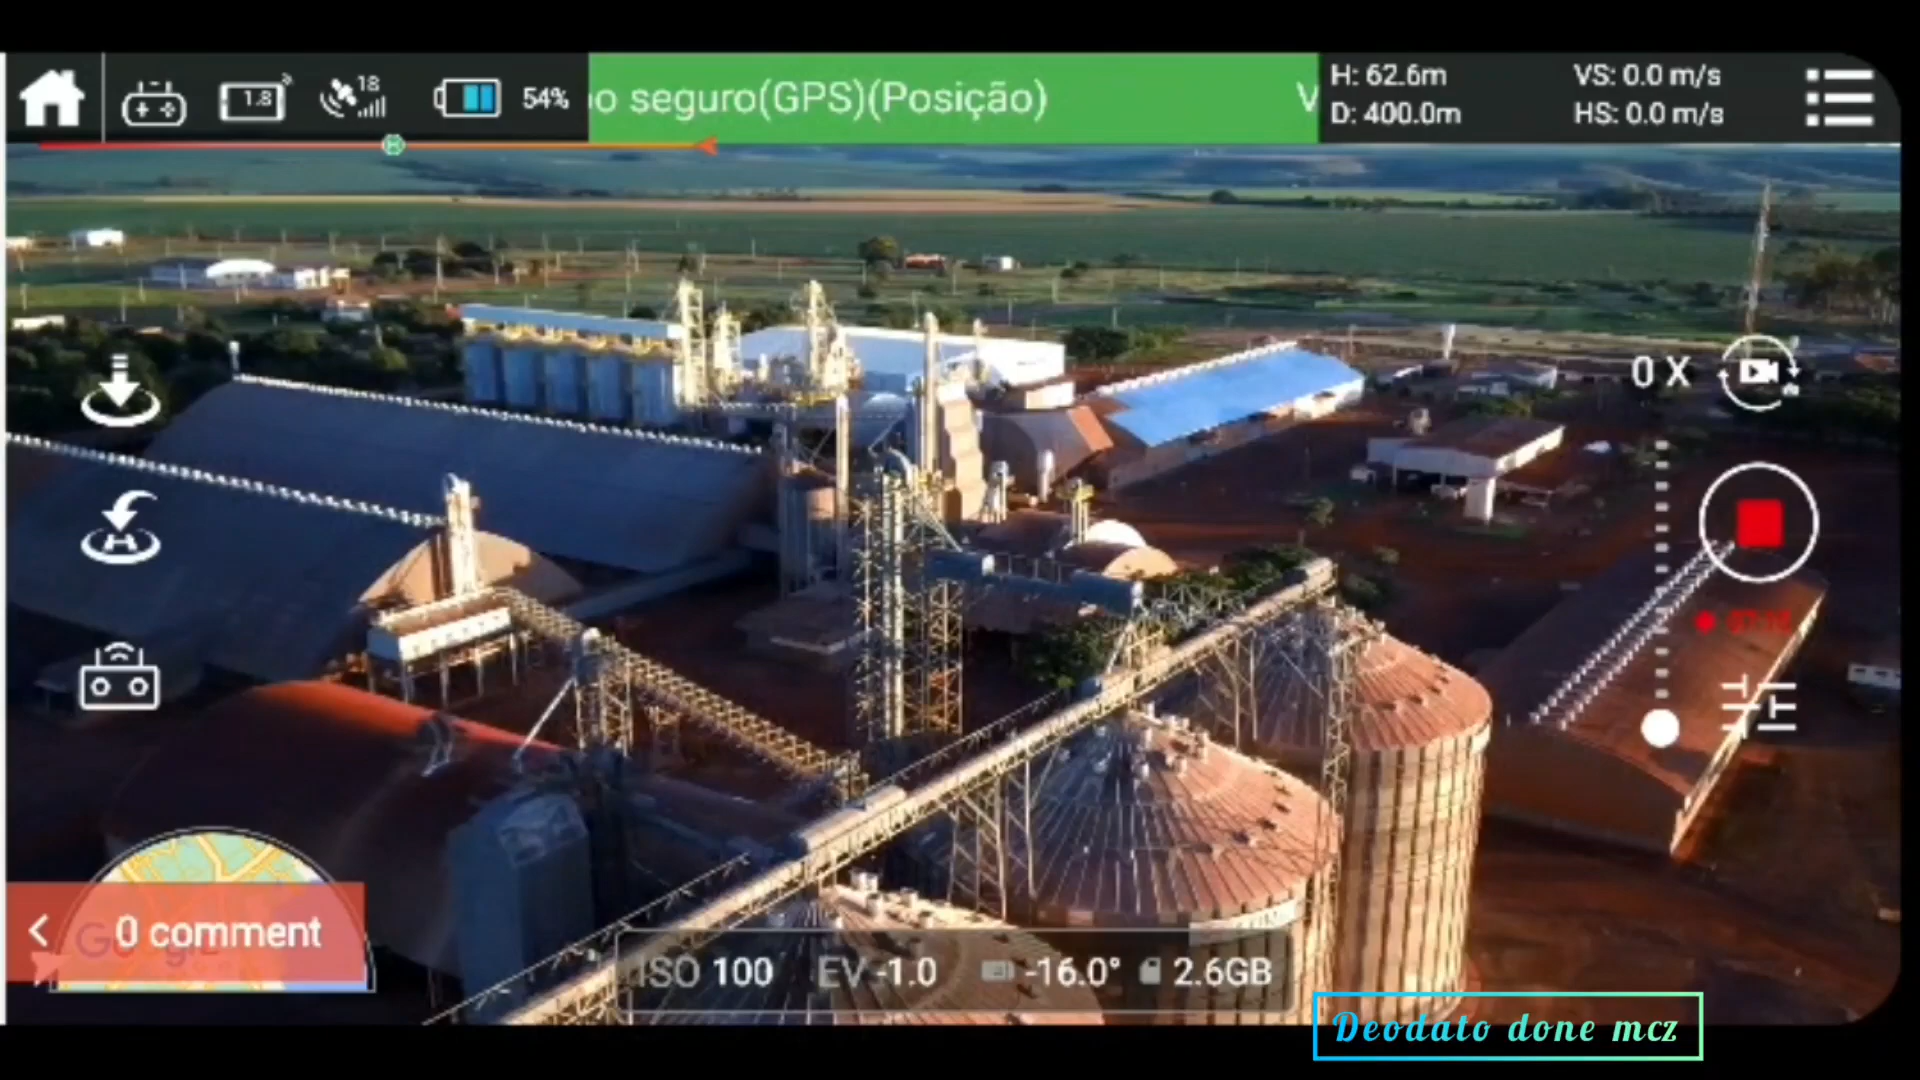 1.8
18
54%
o seguro(GPS)(Posição)
V
H: 62.6m
VS: 0.0 m/s
D: 400.0m
HS: 0.0 m/s
0 X
0 comment
ISO 100 EV -1.0 -16.0° 2.6GB
Deodato done mcz